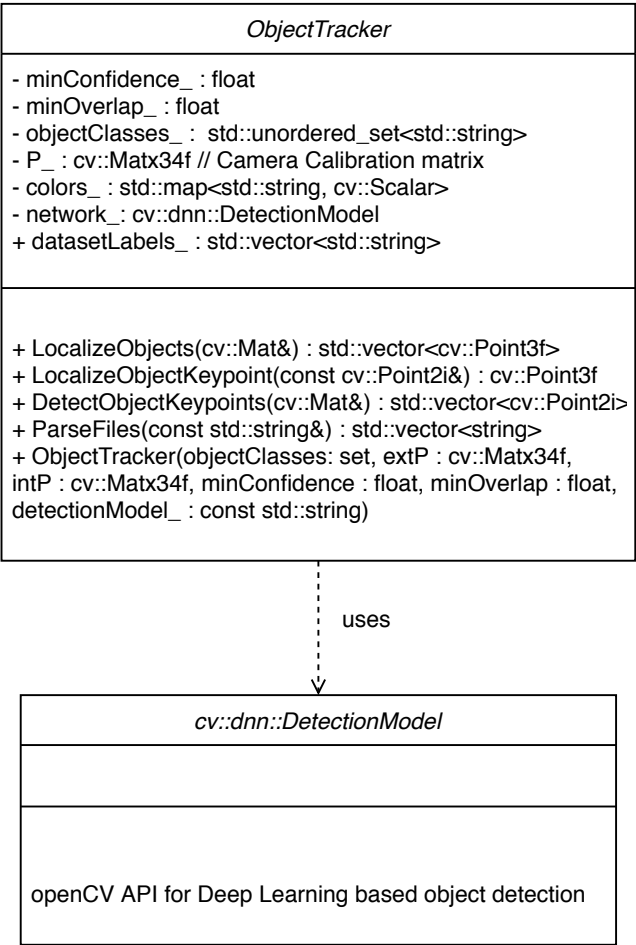 ObjectTracker
- minConfidence_ : float
- minOverlap_ : float
- objectClasses_ :  std::unordered_set<std::string>
- P_ : cv::Matx34f // Camera Calibration matrix
- colors_ : std::map<std::string, cv::Scalar>
- network_: cv::dnn::DetectionModel
+ datasetLabels_ : std::vector<std::string>
+ LocalizeObjects(cv::Mat&) : std::vector<cv::Point3f>
+ LocalizeObjectKeypoint(const cv::Point2i&) : cv::Point3f
+ DetectObjectKeypoints(cv::Mat&) : std::vector<cv::Point2i>
+ ParseFiles(const std::string&) : std::vector<string>
+ ObjectTracker(objectClasses: set, extP : cv::Matx34f,
intP : cv::Matx34f, minConfidence : float, minOverlap : float,
detectionModel_ : const std::string)
uses
cv::dnn::DetectionModel
openCV API for Deep Learning based object detection